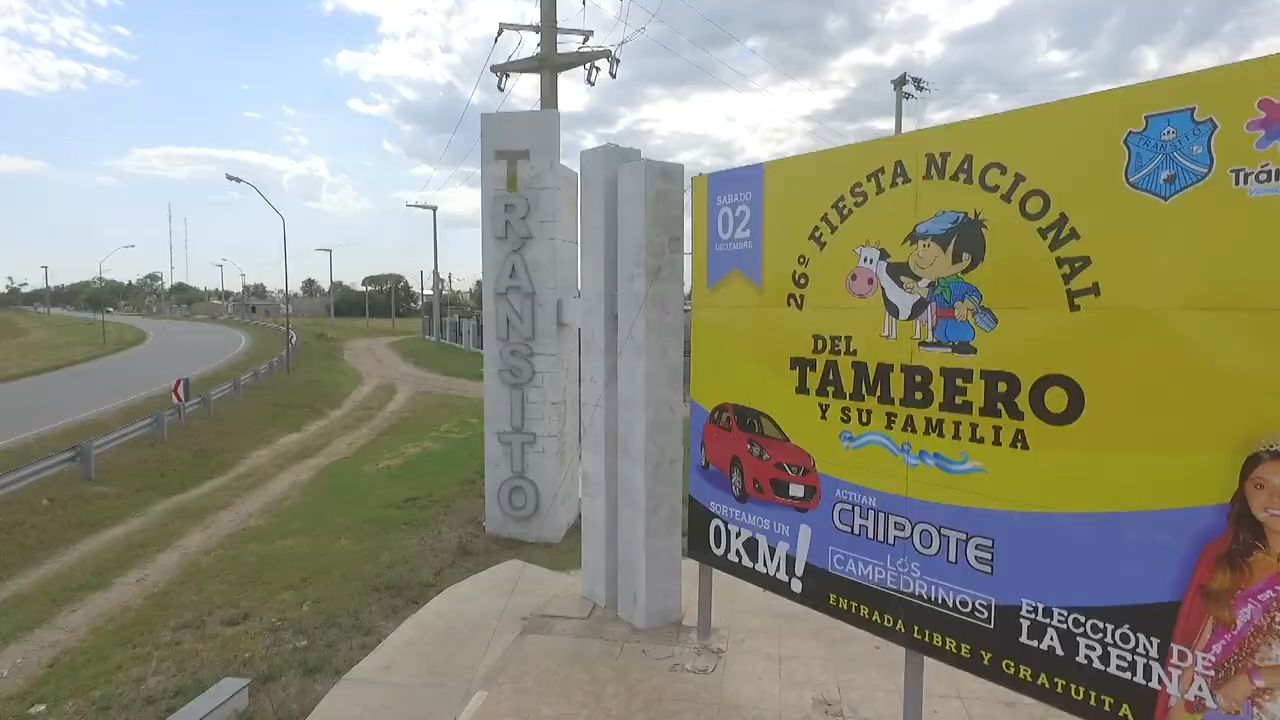 TRÁNSITO
SABADO
02
DICIEMBRE
26º FIESTA NACIONAL
DEL
TAMBERO
Y SU FAMILIA
TRÁNSITO
SORTEAMOS UN
0KM!
ACTÚAN
CHIPOTE
LOS
CAMPEDRINOS
ENTRADA LIBRE Y GRATUITA
ELECCIÓN DE
LA REINA